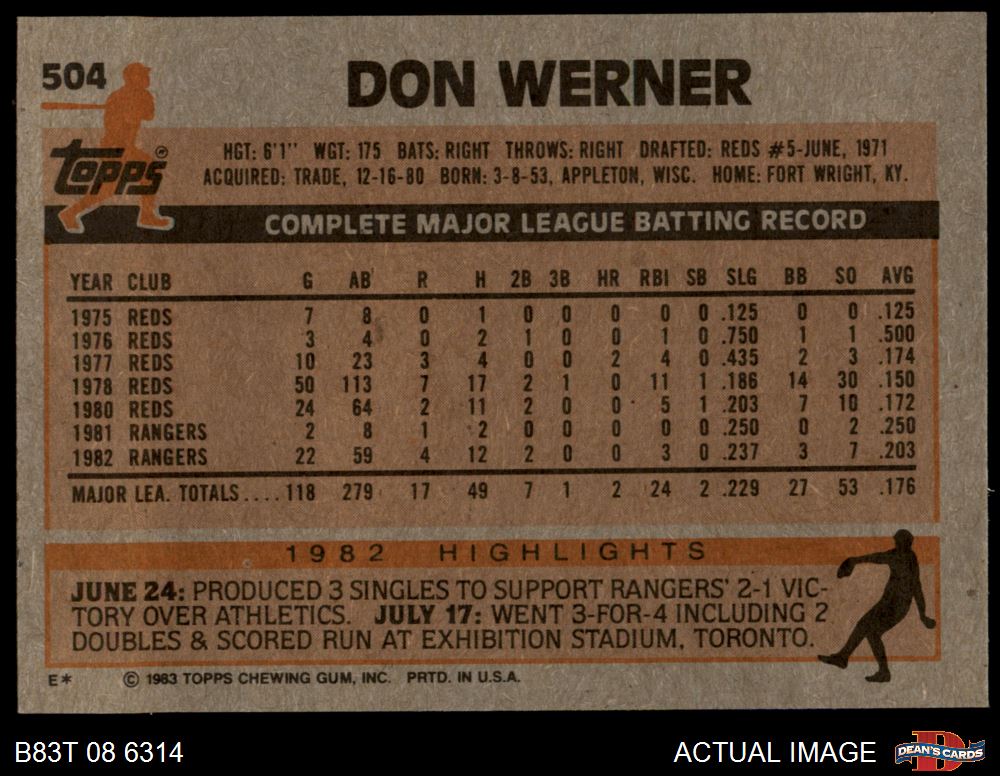 504
DON WERNER
Topps®
HGT: 6'1" WGT: 175 BATS: RIGHT THROWS: RIGHT DRAFTED: REDS #5-JUNE, 1971
ACQUIRED: TRADE, 12-16-80 BORN: 3-8-53, APPLETON, WISC. HOME: FORT WRIGHT, KY.
COMPLETE MAJOR LEAGUE BATTING RECORD
YEAR CLUB G AB R H 2B 3B HR RBI SB SLG BB SO AVG
1975 REDS 7 8 0 1 0 0 0 0 0 .125 0 0 .125
1976 REDS 3 4 0 2 1 0 0 1 0 .750 1 1 .500
1977 REDS 10 23 3 4 0 0 2 4 0 .435 2 3 .174
1978 REDS 50 113 7 17 2 1 0 11 1 .186 14 30 .150
1980 REDS 24 64 2 11 2 0 0 5 1 .203 7 10 .172
1981 RANGERS 2 8 1 2 0 0 0 0 0 .250 0 2 .250
1982 RANGERS 22 59 4 12 2 0 0 3 0 .237 3 7 .203
MAJOR LEA. TOTALS....118 279 17 49 7 1 2 24 2 .229 27 53 .176
1982 HIGHLIGHTS
JUNE 24: PRODUCED 3 SINGLES TO SUPPORT RANGERS' 2-1 VIC-
TORY OVER ATHLETICS. JULY 17: WENT 3-FOR-4 INCLUDING 2
DOUBLES & SCORED RUN AT EXHIBITION STADIUM, TORONTO.
E* © 1983 TOPPS CHEWING GUM, INC. PRTD. IN U.S.A.
B83T 08 6314 ACTUAL IMAGE D DEAN'S CARDS